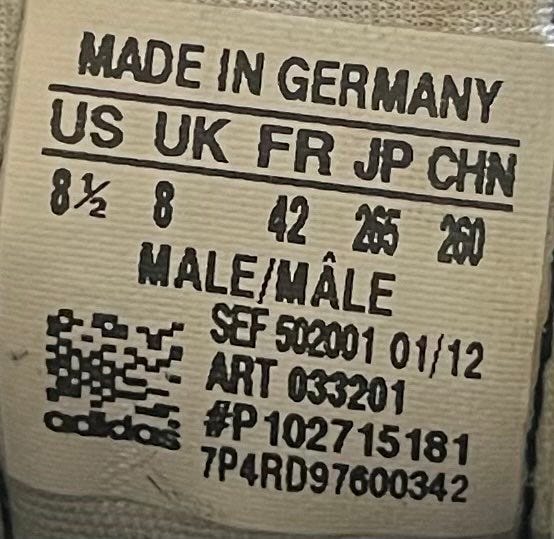 MADE IN GERMANY
US UK FR JP CHN
8½ 8 42 265 260
MALE/MÂLE
SEF 502001 01/12
ART 033201
#P102715181
7P4RD97600342
adidas